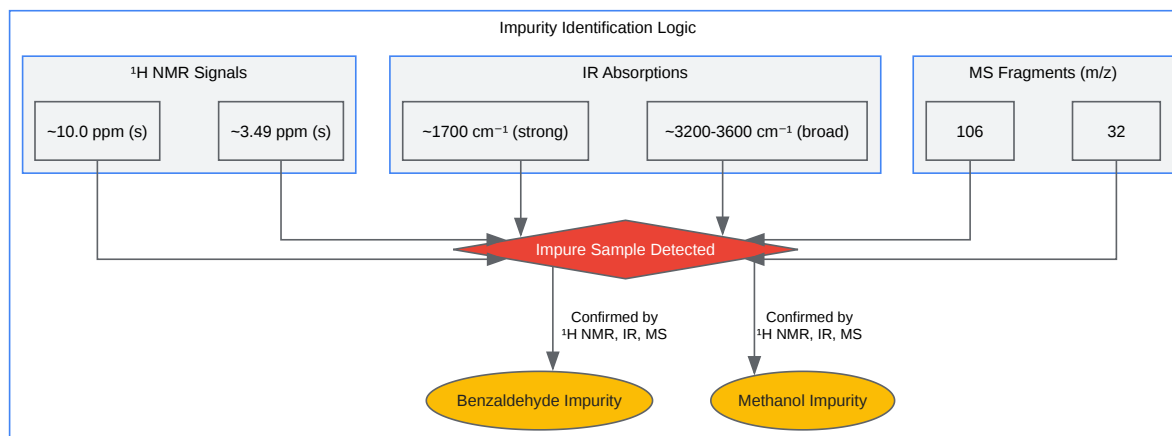 Impurity Identification Logic
¹H NMR Signals
IR Absorptions
MS Fragments (m/z)
~10.0 ppm (s)
~3.49 ppm (s)
~1700 cm⁻¹ (strong)
~3200-3600 cm⁻¹ (broad)
106
32
Impure Sample Detected
Confirmed by
¹H NMR, IR, MS
Confirmed by
¹H NMR, IR, MS
Benzaldehyde Impurity
Methanol Impurity